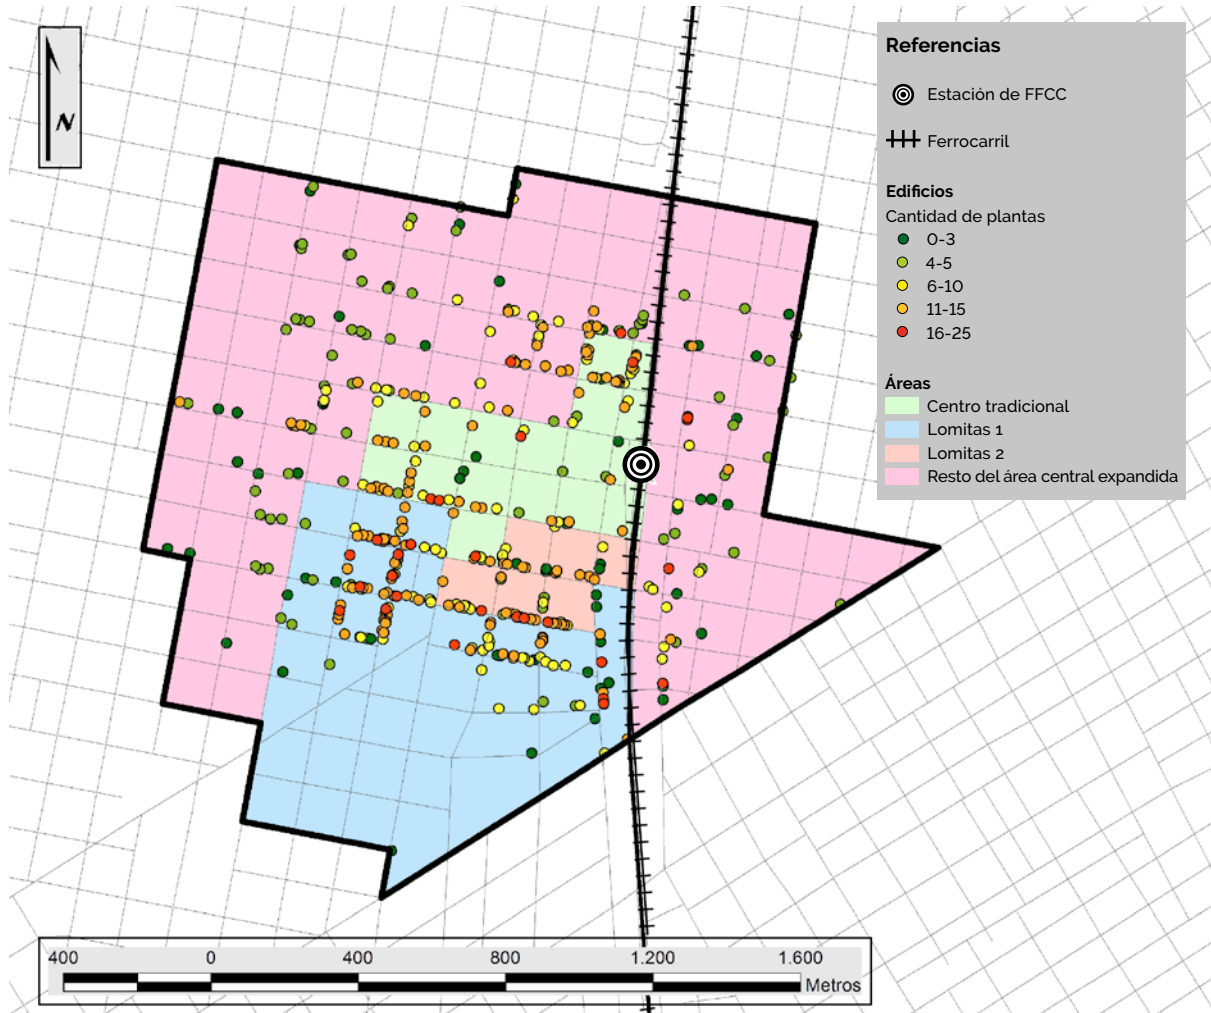 Referencias
Estación de FFCC
Ferrocarril
Edificios
Cantidad de plantas
0-3
4-5
6-10
11-15
16-25
Áreas
Centro tradicional
Lomitas 1
Lomitas 2
Resto del área central expandida
N
400 0 400 800 1.200 1.600
Metros